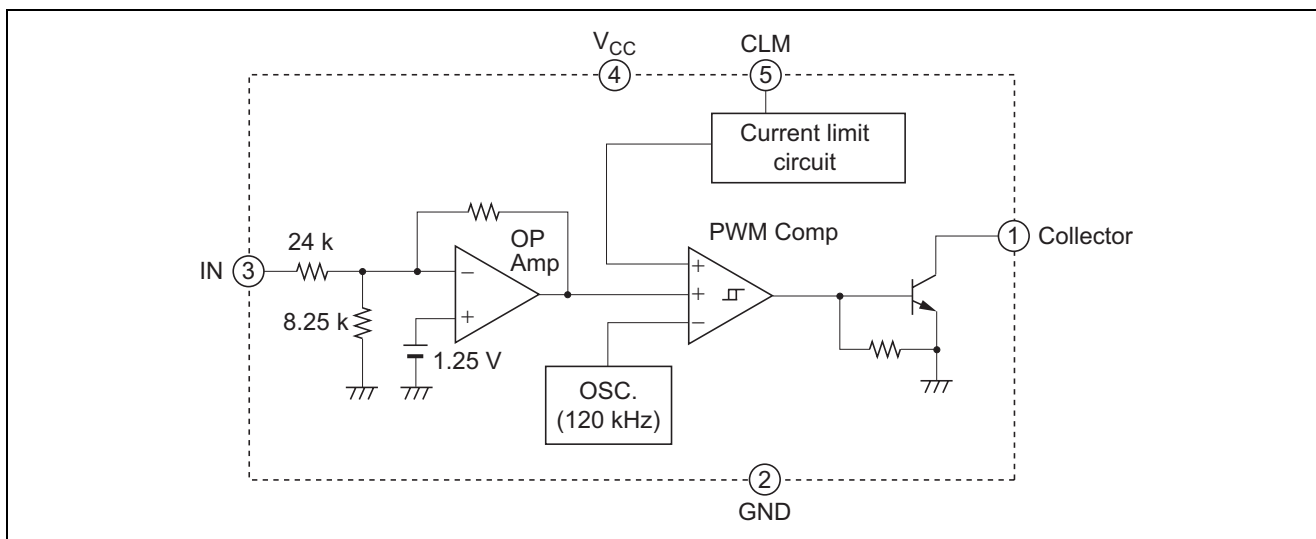 VCC
4
CLM
5
Current limit
circuit
PWM Comp
1 Collector
OP
Amp
IN 3
24 k
8.25 k
1.25 V
−
+
+
+
−
OSC.
(120 kHz)
2
GND